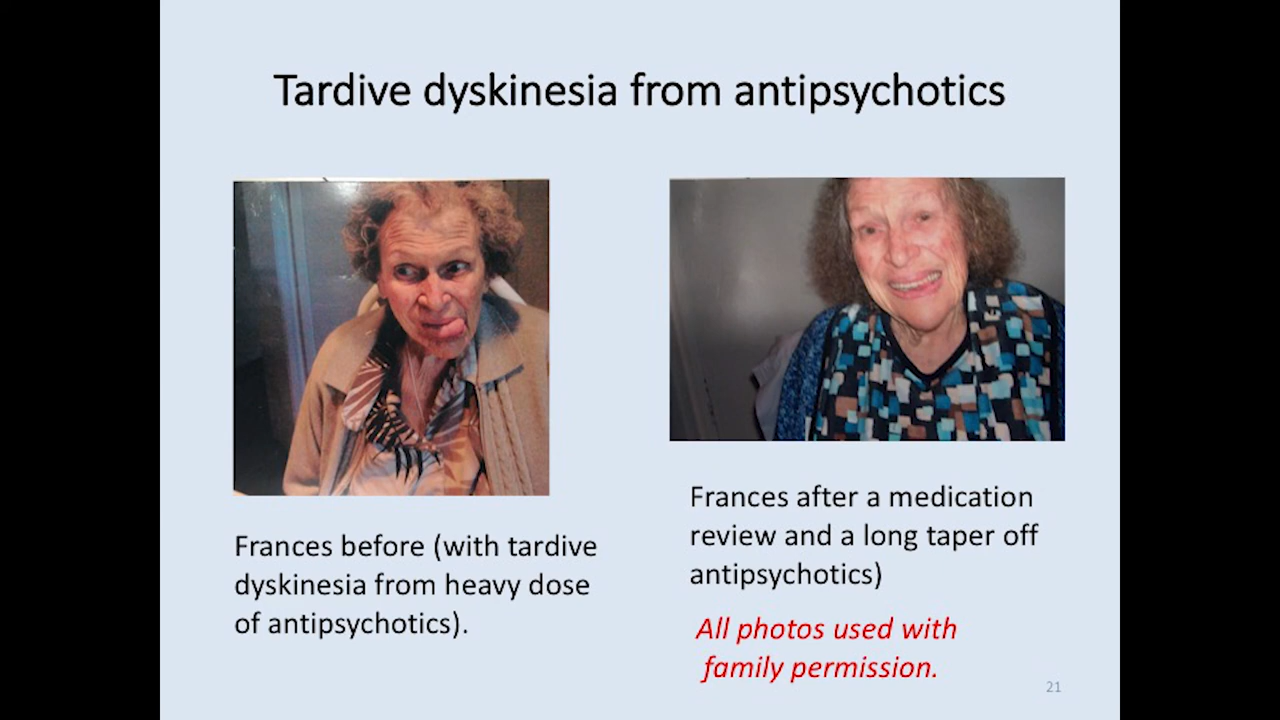 Tardive dyskinesia from antipsychotics
Frances before (with tardive
dyskinesia from heavy dose
of antipsychotics).
Frances after a medication
review and a long taper off
antipsychotics)
All photos used with
family permission.
21